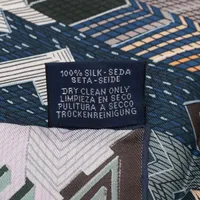 100% SILK - SEDA
SETA - SEIDE
DRY CLEAN ONLY
LIMPIEZA EN SECO
PULITURA A SECCO
TROCKENREINIGUNG